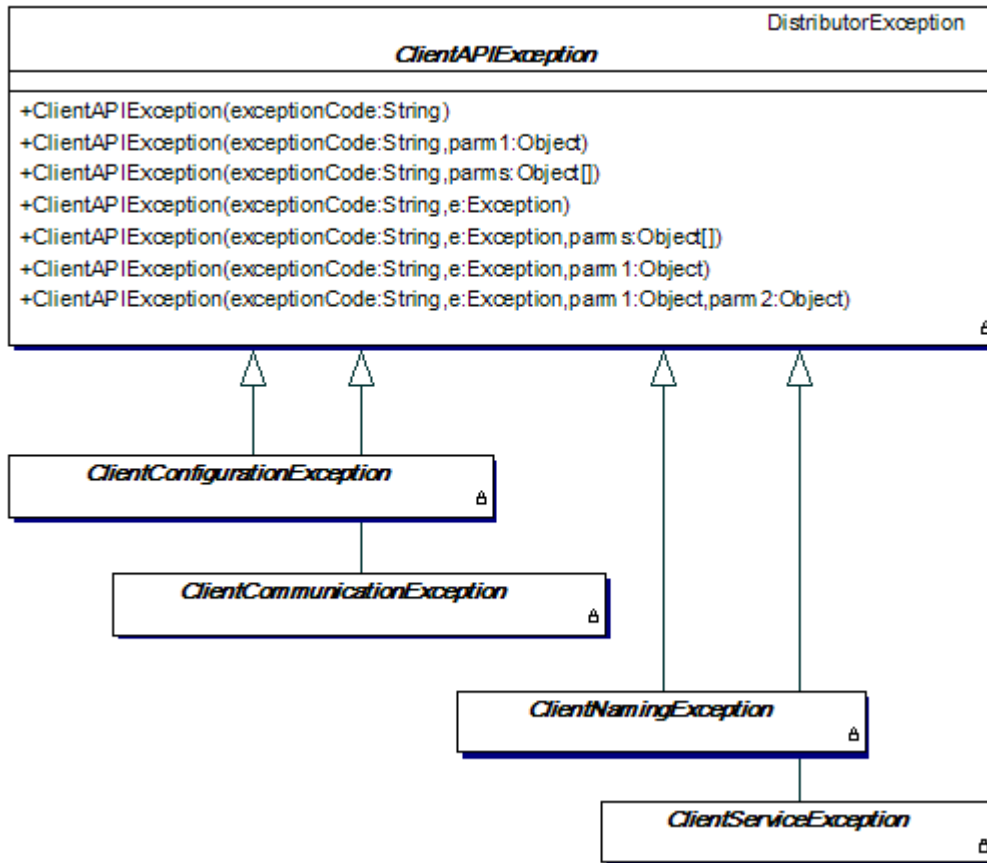 DistributorException
ClientAPIException
+ClientAPIException(exceptionCode:String)
+ClientAPIException(exceptionCode:String,parm1:Object)
+ClientAPIException(exceptionCode:String,parms:Object[])
+ClientAPIException(exceptionCode:String,e:Exception)
+ClientAPIException(exceptionCode:String,e:Exception,parms:Object[])
+ClientAPIException(exceptionCode:String,e:Exception,parm1:Object)
+ClientAPIException(exceptionCode:String,e:Exception,parm1:Object,parm2:Object)
ClientConfigurationException
ClientCommunicationException
ClientNamingException
ClientServiceException